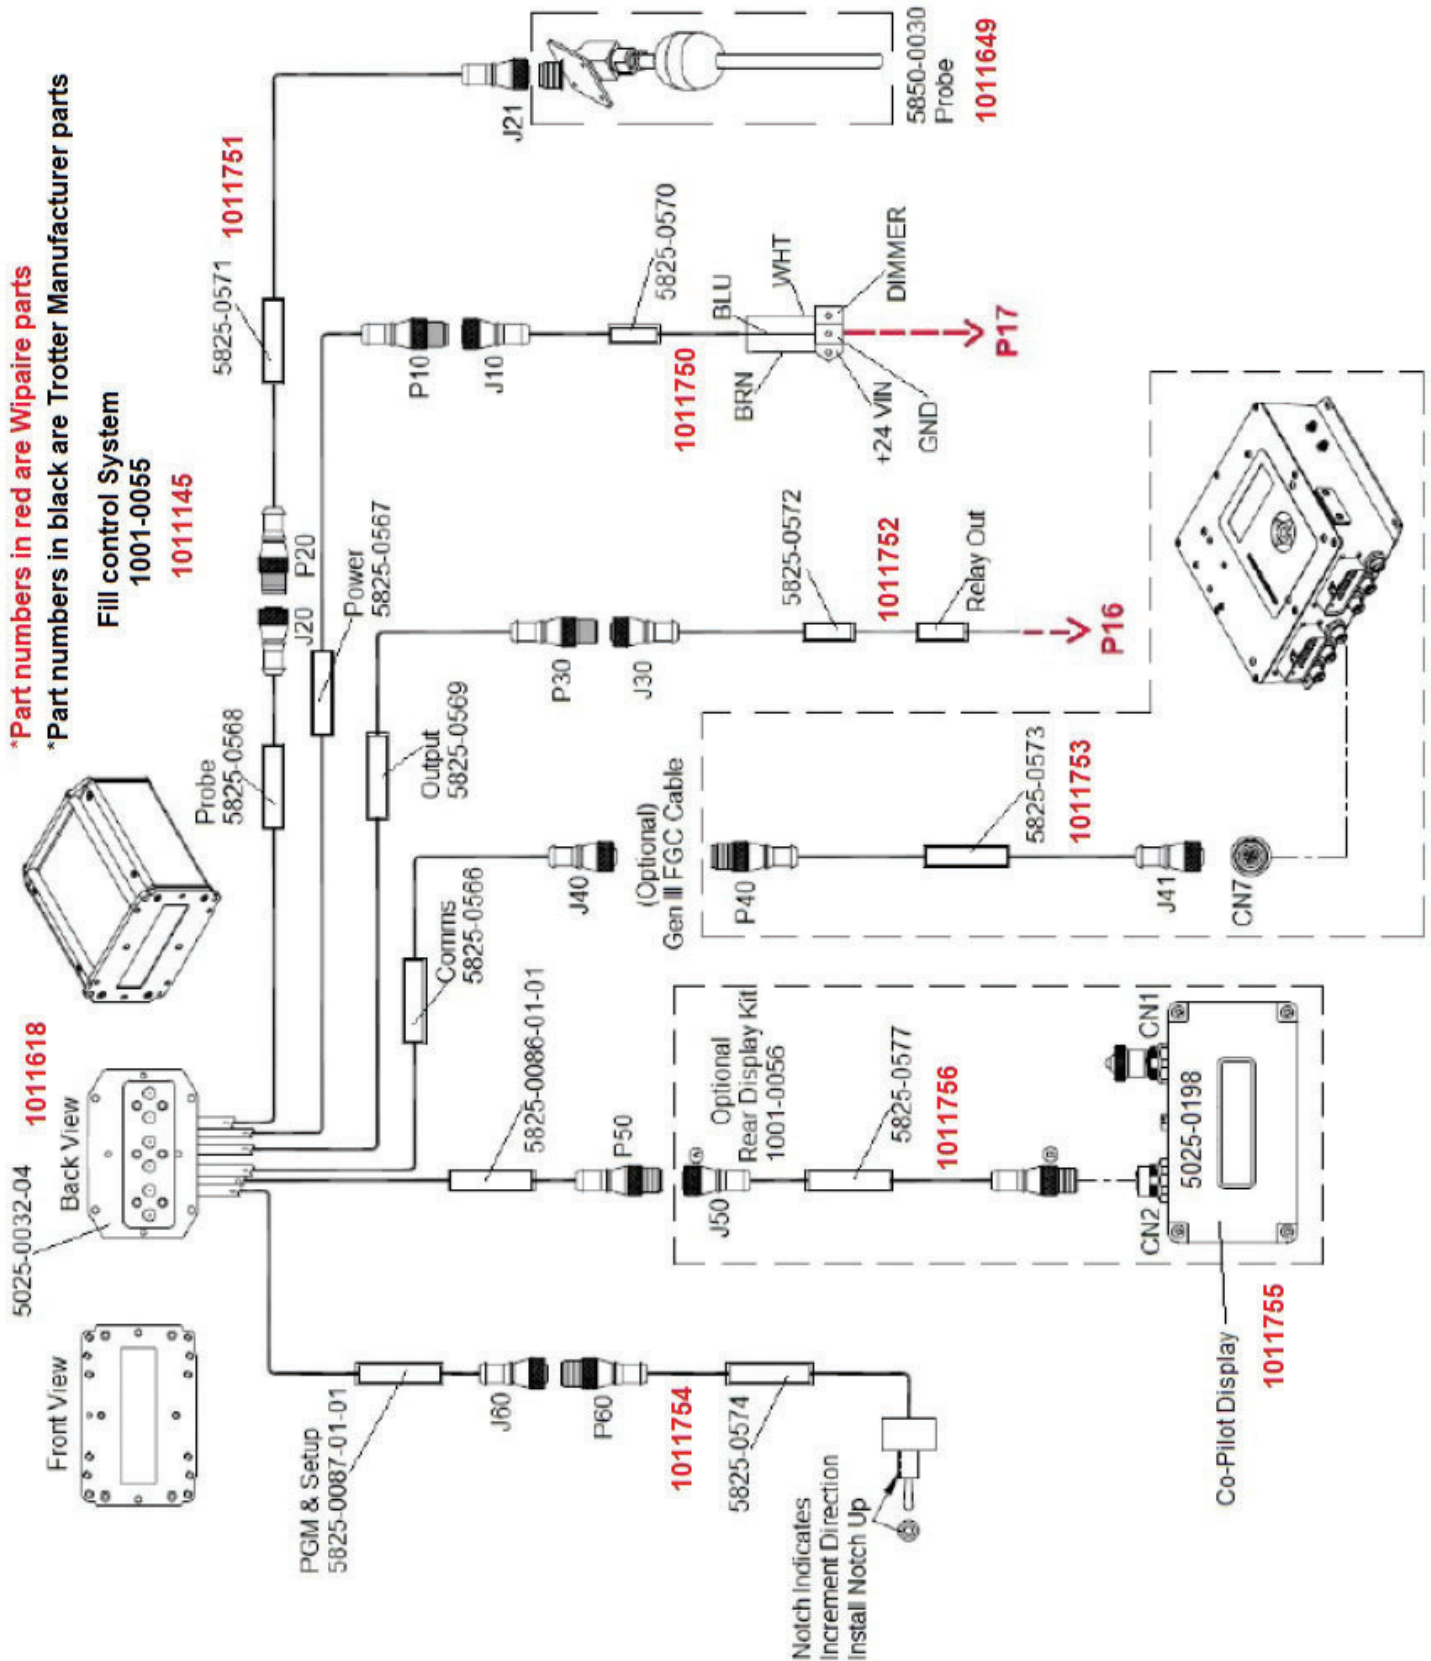 *Part numbers in red are Wipaire parts
*Part numbers in black are Trotter Manufacturer parts
Fill control System
1001-0055
1011145
Front View
5025-0032-04
Back View
1011618
Probe
5825-0568
J20
P20
5825-0571
1011751
J21
5850-0030
Probe
1011649
Power
5825-0567
P10
J10
5825-0570
1011750
BRN
BLU
WHT
+24 VIN
GND
DIMMER
P17
Output
5825-0569
P30
J30
5825-0572
1011752
Relay Out
P16
Comms
5825-0566
J40
(Optional)
Gen III FGC Cable
P40
5825-0573
1011753
J41
CN7
5825-0086-01-01
P50
J50
Optional
Rear Display Kit
1001-0056
5825-0577
1011756
CN2
CN1
5025-0198
Co-Pilot Display
1011755
PGM & Setup
5825-0087-01-01
J60
P60
1011754
5825-0574
Notch Indicates
Increment Direction
Install Notch Up